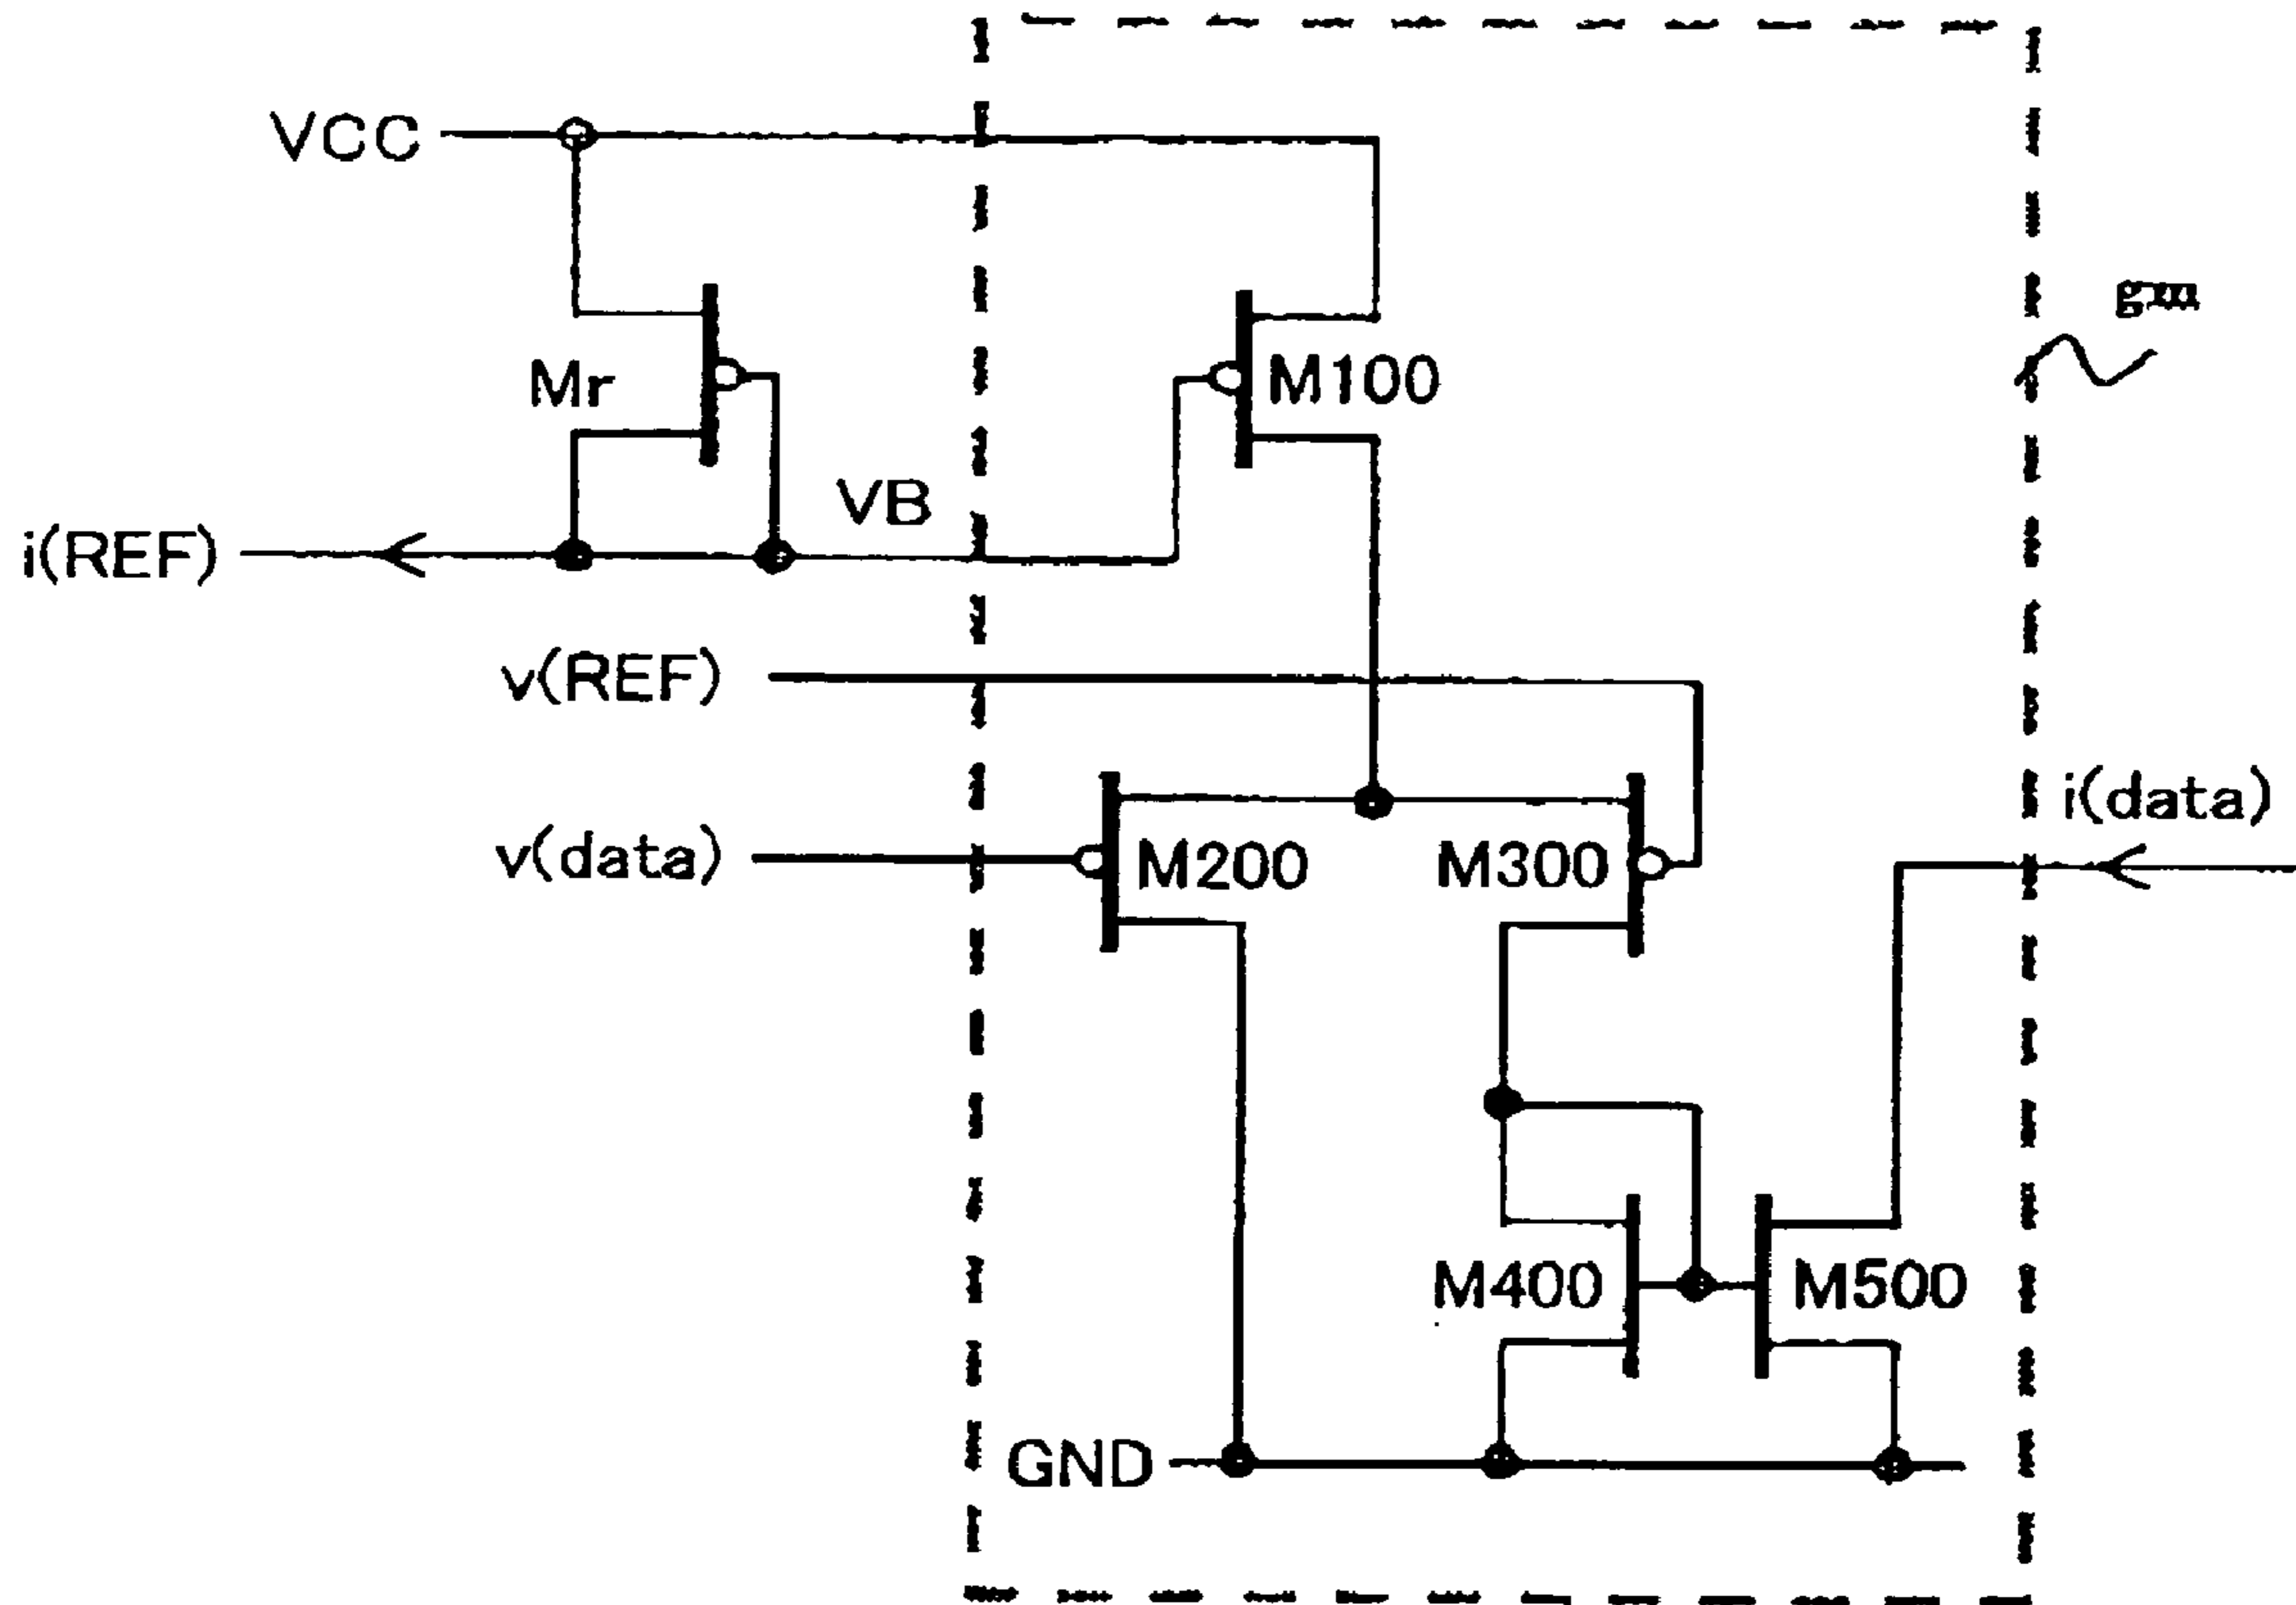 VCC
gm
Mr
M100
VB
i(REF)
v(REF)
i(data)
v(data)
M200
M300
M400
M500
GND